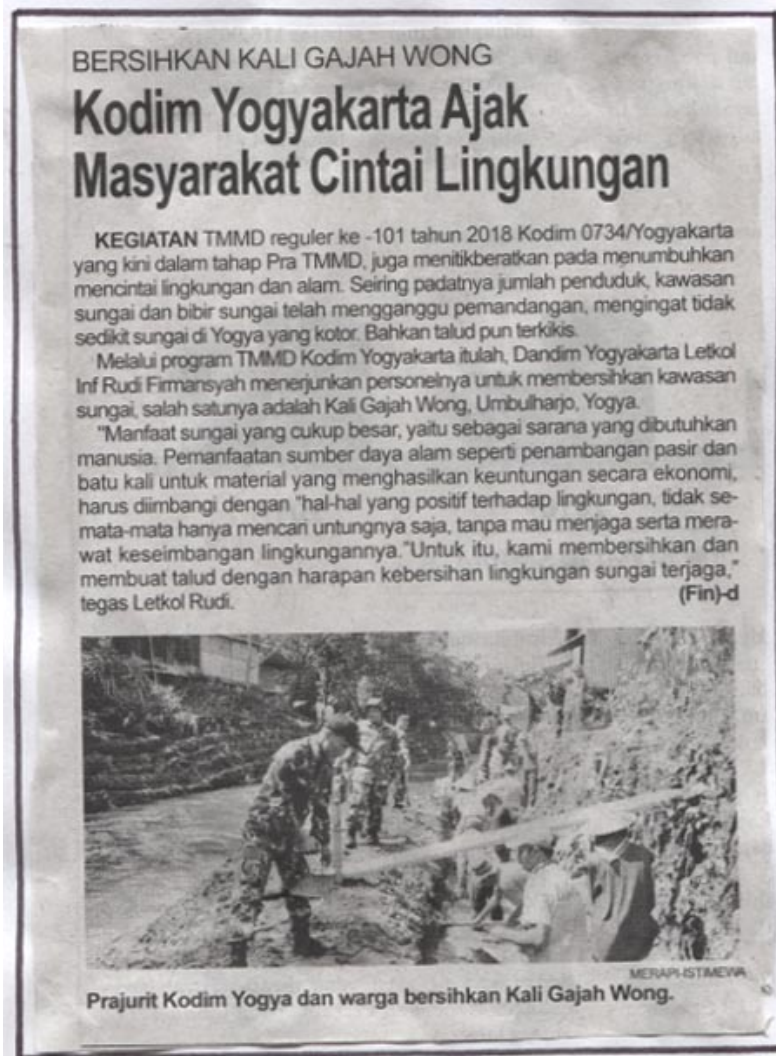 BERSIHKAN KALI GAJAH WONG
Kodim Yogyakarta Ajak
Masyarakat Cintai Lingkungan
KEGIATAN TMMD reguler ke -101 tahun 2018 Kodim 0734/Yogyakarta
yang kini dalam tahap Pra TMMD, juga menitikberatkan pada menumbuhkan
mencintai lingkungan dan alam. Seiring padatnya jumlah penduduk, kawasan
sungai dan bibir sungai telah mengganggu pemandangan, mengingat tidak
sedikit sungai di Yogya yang kotor. Bahkan talud pun terkikis.
Melalui program TMMD Kodim Yogyakarta itulah, Dandim Yogyakarta Letkol
Inf Rudi Firmansyah menerjunkan personelnya untuk membersihkan kawasan
sungai, salah satunya adalah Kali Gajah Wong, Umbulharjo, Yogya.
"Manfaat sungai yang cukup besar, yaitu sebagai sarana yang dibutuhkan
manusia. Pemanfaatan sumber daya alam seperti penambangan pasir dan
batu kali untuk material yang menghasilkan keuntungan secara ekonomi,
harus diimbangi dengan "hal-hal yang positif terhadap lingkungan, tidak se-
mata-mata hanya mencari untungnya saja, tanpa mau menjaga serta mera-
wat keseimbangan lingkungannya."Untuk itu, kami membersihkan dan
membuat talud dengan harapan kebersihan lingkungan sungai terjaga,"
tegas Letkol Rudi. (Fin)-d
MERAPI-ISTIMEWA
Prajurit Kodim Yogya dan warga bersihkan Kali Gajah Wong.